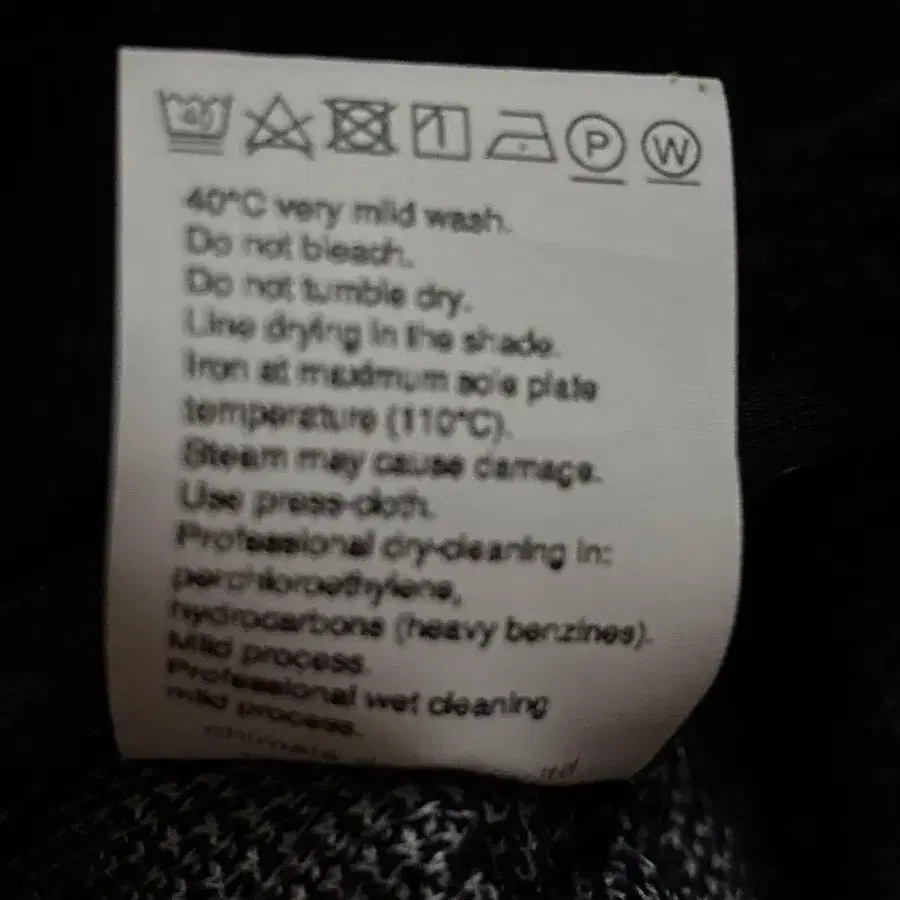 40
P W
40°C very mild wash.
Do not bleach.
Do not tumble dry.
Line drying in the shade.
Iron at maximum sole plate
temperature (110°C).
Steam may cause damage.
Use press-cloth.
Professional dry-cleaning in:
perchloroethylene,
hydrocarbons (heavy benzines).
Mild process.
Professional wet cleaning
mild process.